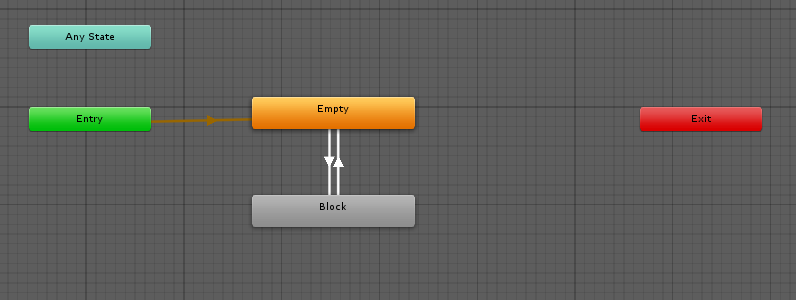 Any State
Entry
Empty
Exit
Block